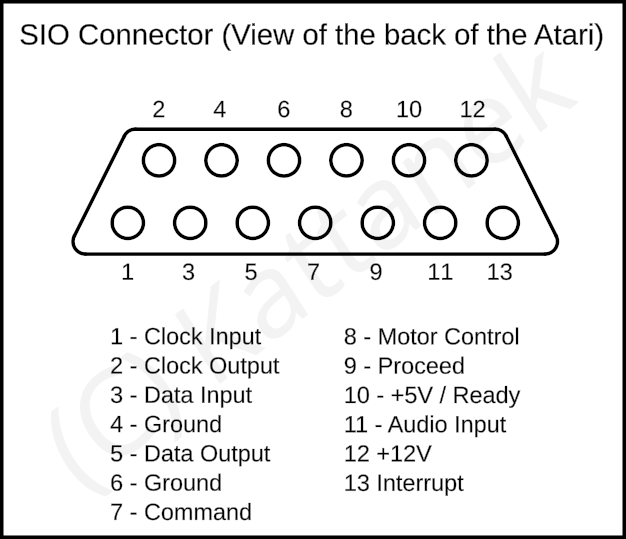 SIO Connector (View of the back of the Atari)
2 4 6 8 10 12
1 3 5 7 9 11 13
1 - Clock Input
2 - Clock Output
3 - Data Input
4 - Ground
5 - Data Output
6 - Ground
7 - Command
8 - Motor Control
9 - Proceed
10 - +5V / Ready
11 - Audio Input
12 +12V
13 Interrupt
(C) Kattanek